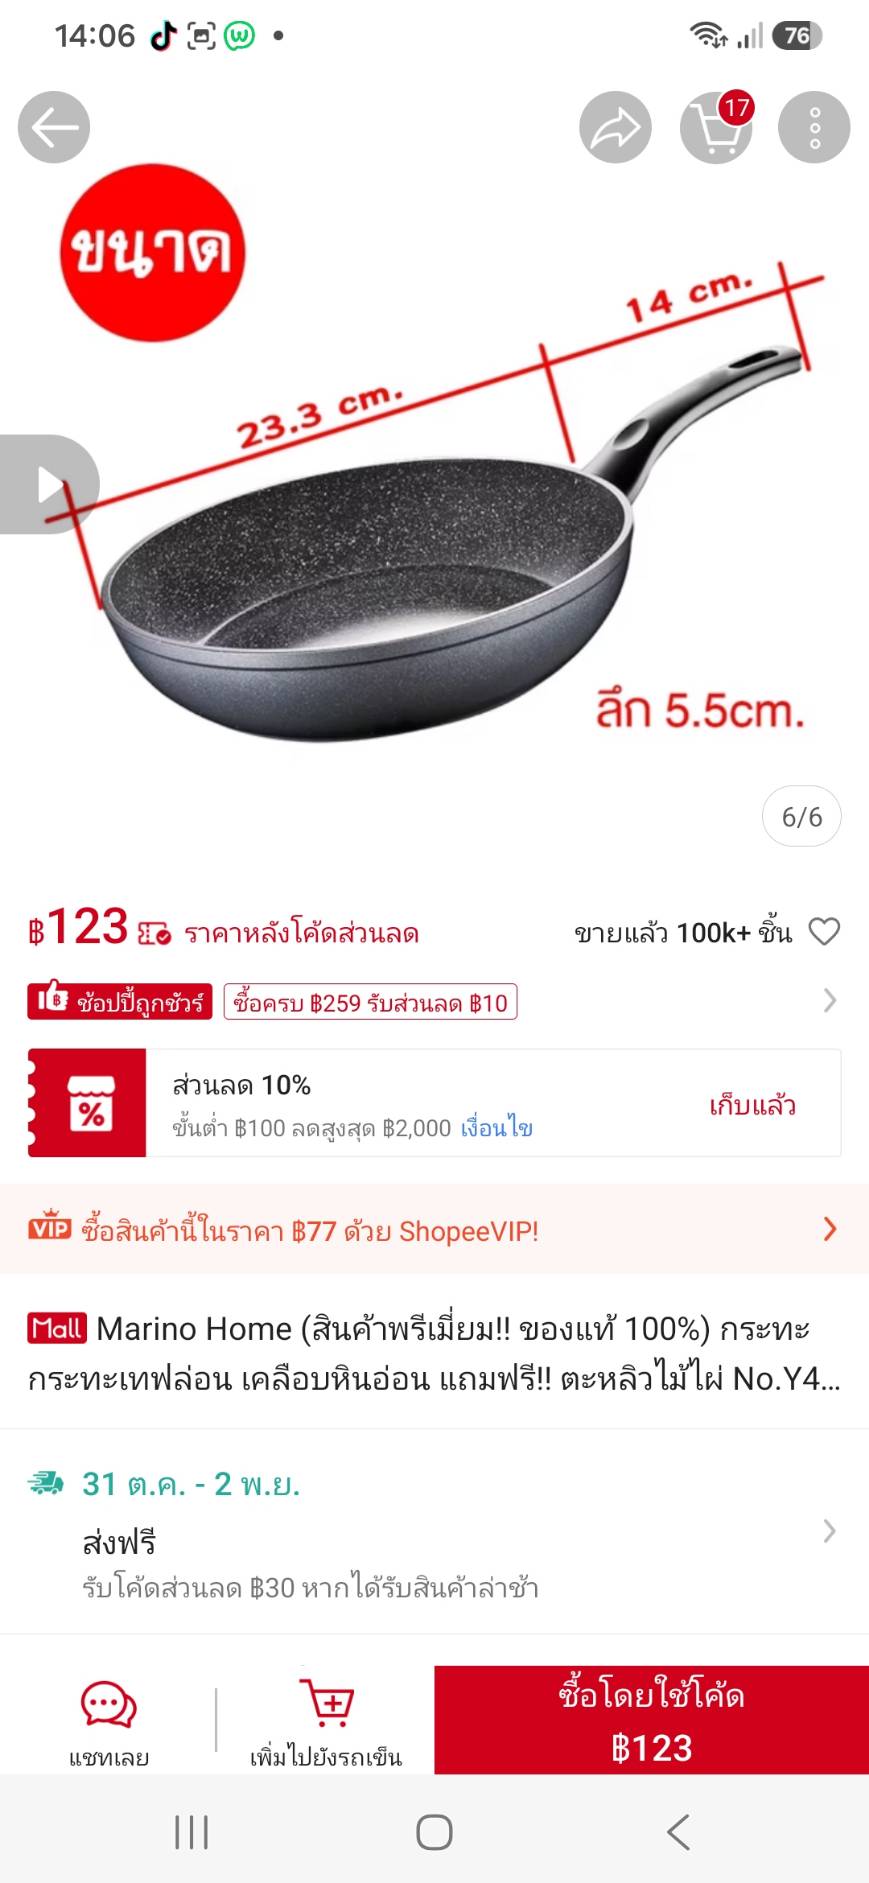 14:06
76
17
ขนาด
14 cm.
23.3 cm.
ลึก 5.5cm.
6/6
฿123 ราคาหลังโค้ดส่วนลด ขายแล้ว 100k+ ชิ้น
ช้อปปี้ถูกชัวร์ ซื้อครบ ฿259 รับส่วนลด ฿10
ส่วนลด 10%
ขั้นต่ำ ฿100 ลดสูงสุด ฿2,000 เงื่อนไข
เก็บแล้ว
VIP ซื้อสินค้านี้ในราคา ฿77 ด้วย ShopeeVIP!
Mall Marino Home (สินค้าพรีเมี่ยม!! ของแท้ 100%) กระทะ
กระทะเทฟล่อน เคลือบหินอ่อน แถมฟรี!! ตะหลิวไม้ไผ่ No.Y4...
31 ต.ค. - 2 พ.ย.
ส่งฟรี
รับโค้ดส่วนลด ฿30 หากได้รับสินค้าล่าช้า
แชทเลย
เพิ่มไปยังรถเข็น
ซื้อโดยใช้โค้ด
฿123